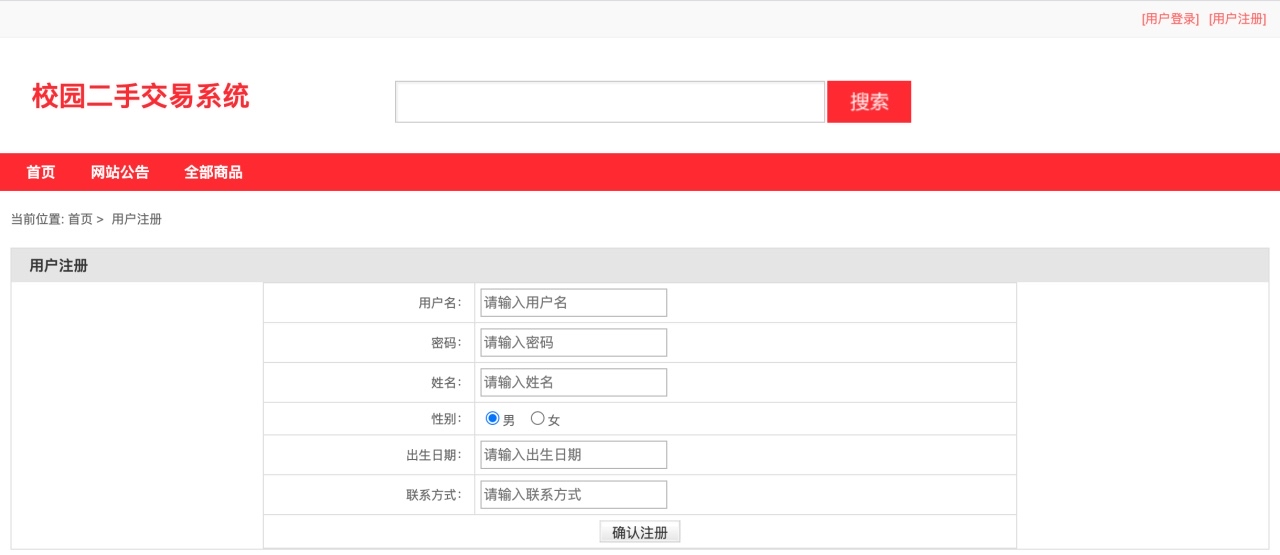 [用户登录] [用户注册]
校园二手交易系统
搜索
首页 网站公告 全部商品
当前位置: 首页 > 用户注册
用户注册
用户名: 请输入用户名
密码: 请输入密码
姓名: 请输入姓名
性别: 男 女
出生日期: 请输入出生日期
联系方式: 请输入联系方式
确认注册